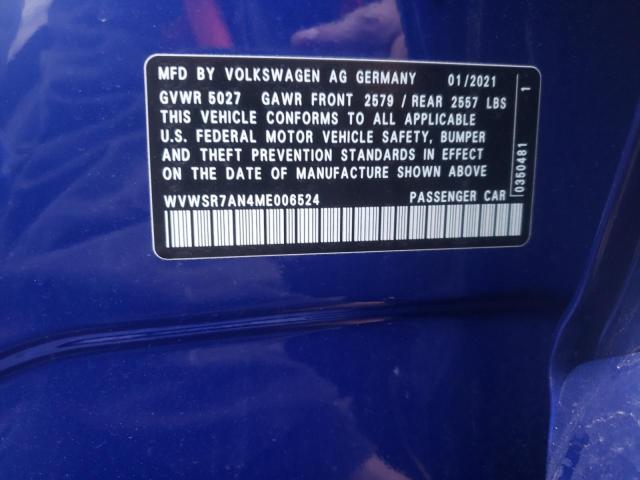 MFD BY VOLKSWAGEN AG GERMANY 01/2021
GVWR 5027 GAWR FRONT 2579 / REAR 2557 LBS
THIS VEHICLE CONFORMS TO ALL APPLICABLE
U.S. FEDERAL MOTOR VEHICLE SAFETY, BUMPER
AND THEFT PREVENTION STANDARDS IN EFFECT
ON THE DATE OF MANUFACTURE SHOWN ABOVE
WVWSR7AN4ME006524 PASSENGER CAR
0350481 1